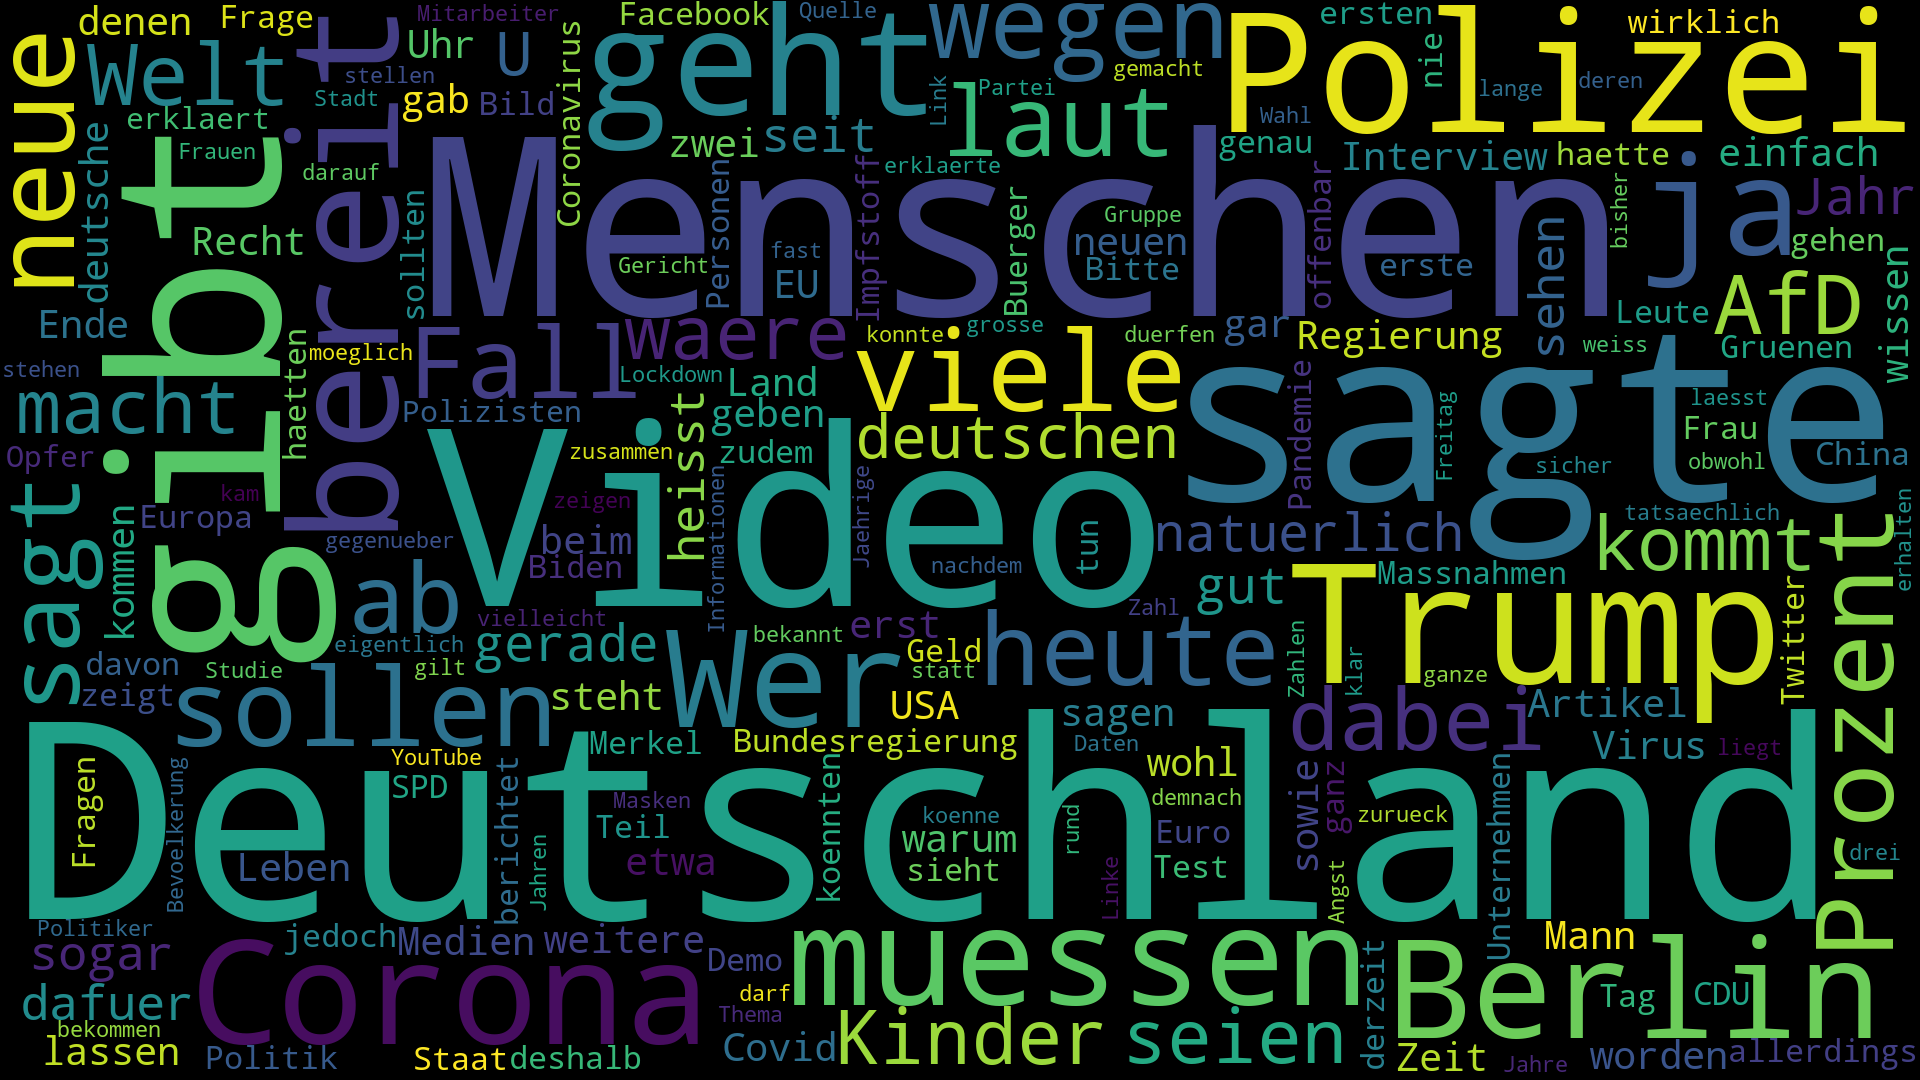 denen
Frage
Mitarbeiter
Facebook
Quelle
wegen
ersten
wirklich
neue
Welt
Uhr
U
Coronavirus
geht
Polizei
nie
stellen
Stadt
gab
Bild
Link
Partei
gemacht
lange
deren
erklaert
Frauen
gibt
bereit
darauf
zwei
seit
laut
Wahl
genau
Interview
haette
einfach
deutsche
Recht
sollten
Menschen
Personen
Gericht
fast
EU
Impfstoff
erklaerte
Buerger
Gruppe
neuen
Bitte
offenbar
erste
sehen
bisher
ja
Jahr
gehen
wissen
Ende
haetten
moeglich
Fall
waere
konnte
grosse
duerfen
gar
Regierung
weiss
Leute
AfD
Gruenen
stehen
macht
Polizisten
Lockdown
Land
geben
zudem
viele
deutschen
Pandemie
Freitag
sagte
laesst
Frau
obwohl
China
Opfer
sagt
kommen
kam
Europa
gegenueber
zusammen
zeigen
beim
Biden
heisst
Video
Informationen
Jaehrige
nachdem
tun
natuerlich
sicher
tatsaechlich
kommt
Prozent
erhalten
ab
vielleicht
eigentlich
gerade
Wer
bekannt
erst
Geld
statt
heute
Zahl
gut
Massnahmen
Trump
Twitter
davon
zeigt
Studie
gilt
sollen
steht
USA
sagen
Zahlen
klar
ganze
dabei
Artikel
Virus
liegt
Deutschland
Fragen
Bevoelkerung
Leben
YouTube
SPD
berichtet
Jahren
Merkel
Masken
Teil
etwa
Bundesregierung
koennten
koenne
warum
sieht
Daten
rund
wohl
demnach
Euro
Test
Linke
sowie
ganz
Angst
zurueck
Unternehmen
drei
Politiker
sogar
dafuer
bekommen
lassen
Politik
Corona
jedoch
Medien
weitere
Staat
deshalb
Demo
darf
Thema
Covid
muessen
Kinder
seien
derzeit
Mann
Berlin
Tag
CDU
Zeit
Jahre
worden
allerdings